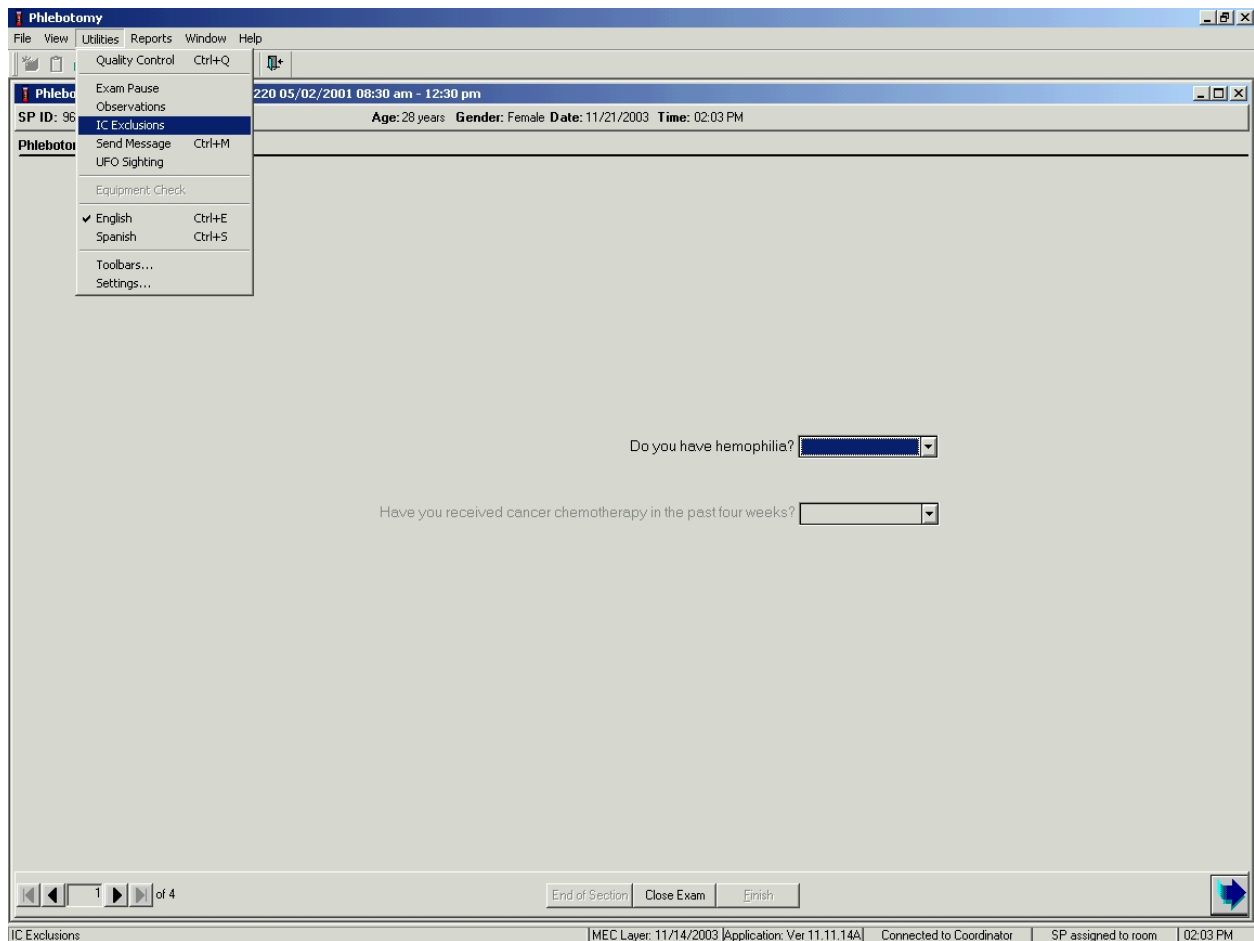 Phlebotomy
File View Utilities Reports Window Help
Quality Control Ctrl+Q
Exam Pause
Observations
IC Exclusions
Send Message Ctrl+M
UFO Sighting
Equipment Check
✔ English Ctrl+E
Spanish Ctrl+S
Toolbars...
Settings...
Phlebo 220 05/02/2001 08:30 am - 12:30 pm
SP ID: 96 Age: 28 years Gender: Female Date: 11/21/2003 Time: 02:03 PM
Phleboto
Do you have hemophilia?
Have you received cancer chemotherapy in the past four weeks?
1 of 4 End of Section Close Exam Finish
IC Exclusions MEC Layer: 11/14/2003 Application: Ver 11.11.14A Connected to Coordinator SP assigned to room 02:03 PM